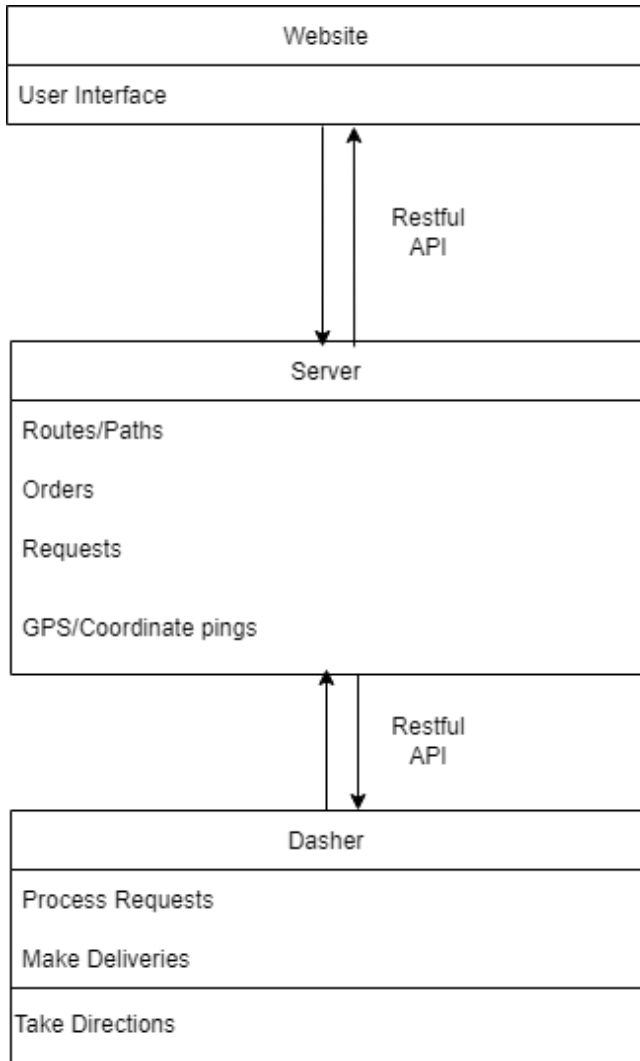 Website
User Interface
Restful
API
Server
Routes/Paths
Orders
Requests
GPS/Coordinate pings
Restful
API
Dasher
Process Requests
Make Deliveries
Take Directions